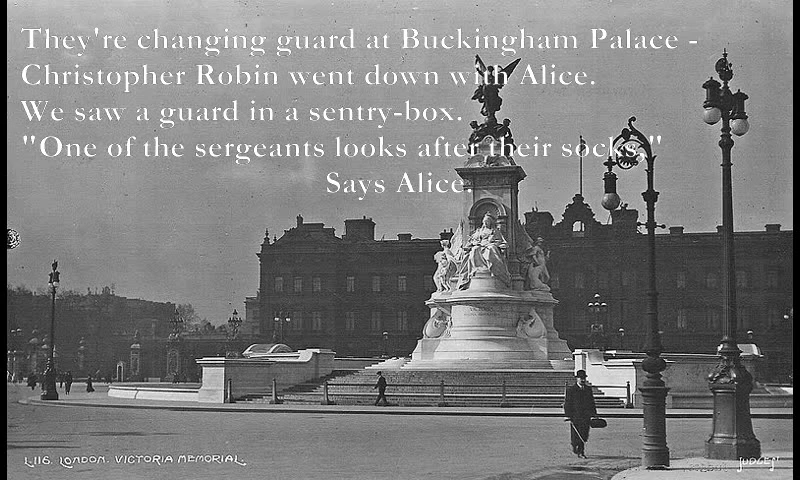 They're changing guard at Buckingham Palace -
Christopher Robin went down with Alice.
We saw a guard in a sentry-box.
"One of the sergeants looks after their socks,"
Says Alice.
L.116. LONDON. VICTORIA MEMORIAL.
JUDGES